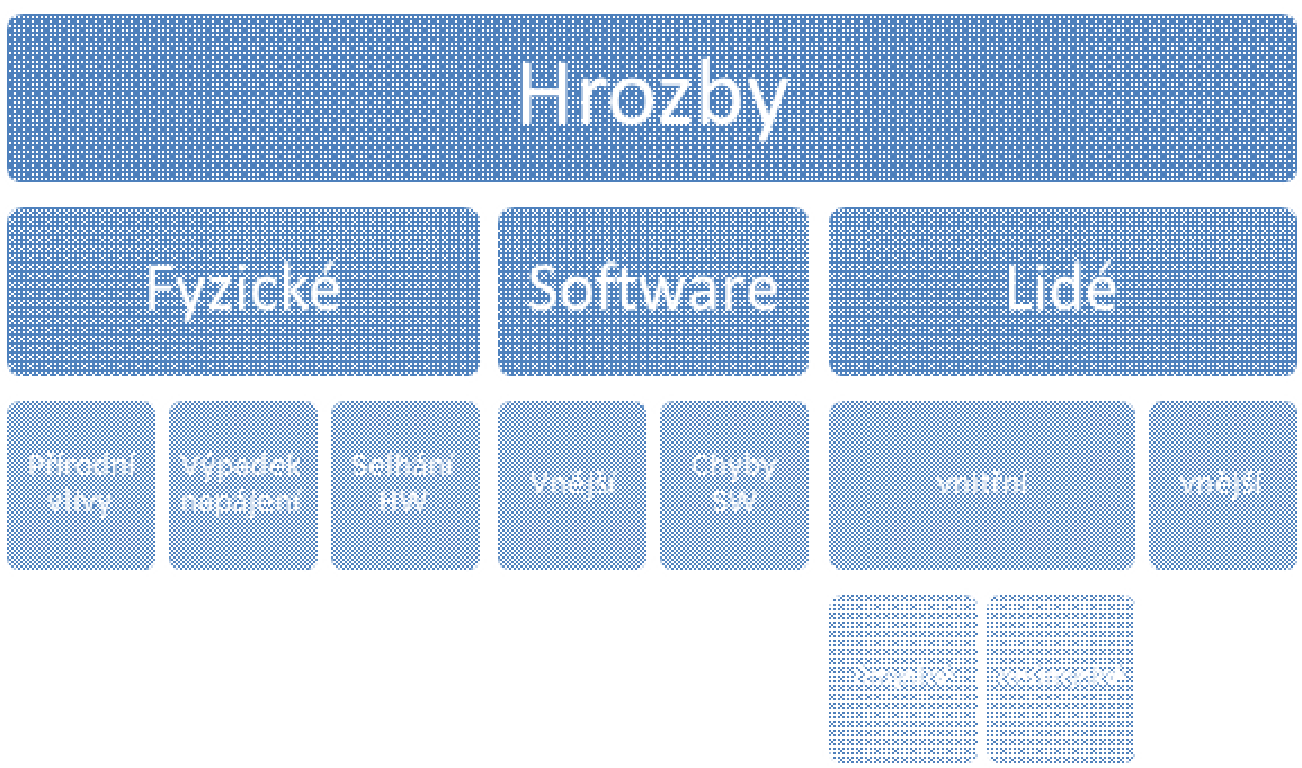 Hrozby
Fyzické
Software
Lidé
Přírodní
vlivy
Výpadek
napájení
Selhání
HW
Vnější
Chyby
SW
vnitřní
vnější